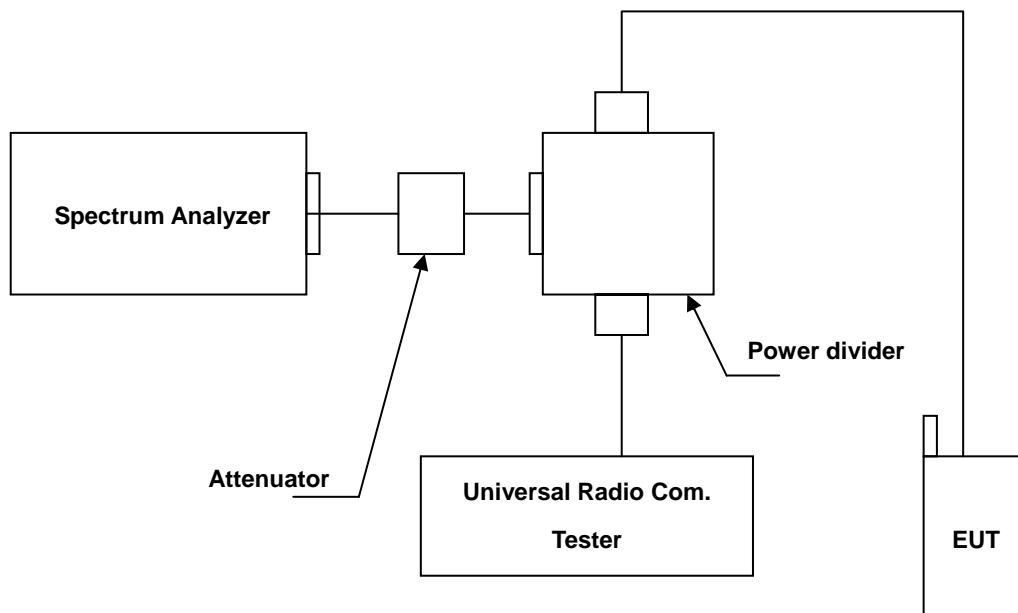 Spectrum Analyzer
Power divider
Attenuator
Universal Radio Com.
Tester
EUT